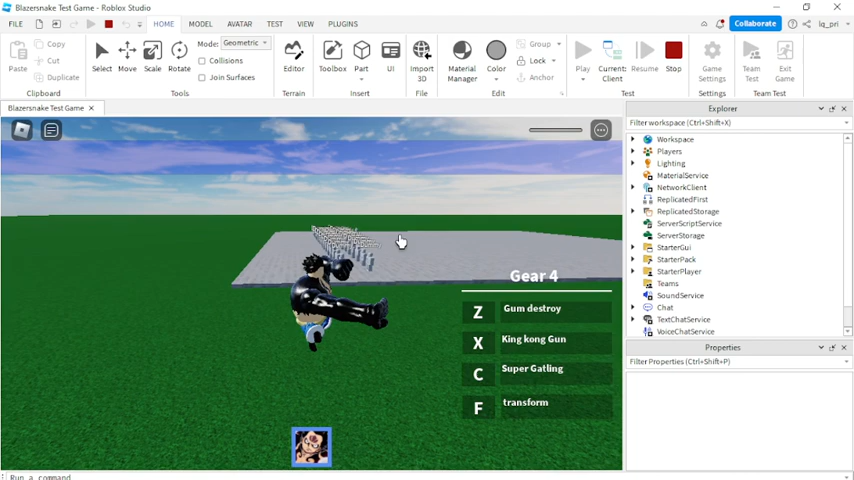 Blazersnake Test Game - Roblox Studio
FILE HOME MODEL AVATAR TEST VIEW PLUGINS Collaborate lq_pri
Paste Copy Cut Duplicate Select Move Scale Rotate Mode: Geometric Collisions Join Surfaces Editor Toolbox Part UI Import 3D Material Manager Color Group Lock Anchor Play Current: Client Resume Stop Game Settings Team Test Exit Game
Clipboard Tools Terrain Insert File Edit Test Settings Team Test
Blazersnake Test Game
Explorer
Filter workspace (Ctrl+Shift+X)
Workspace
Players
Lighting
MaterialService
NetworkClient
ReplicatedFirst
ReplicatedStorage
ServerScriptService
ServerStorage
StarterGui
StarterPack
StarterPlayer
Teams
SoundService
Chat
TextChatService
VoiceChatService
Properties
Filter Properties (Ctrl+Shift+P)
Gear 4
Z Gum destroy
X King kong Gun
C Super Gatling
F transform
Run a command